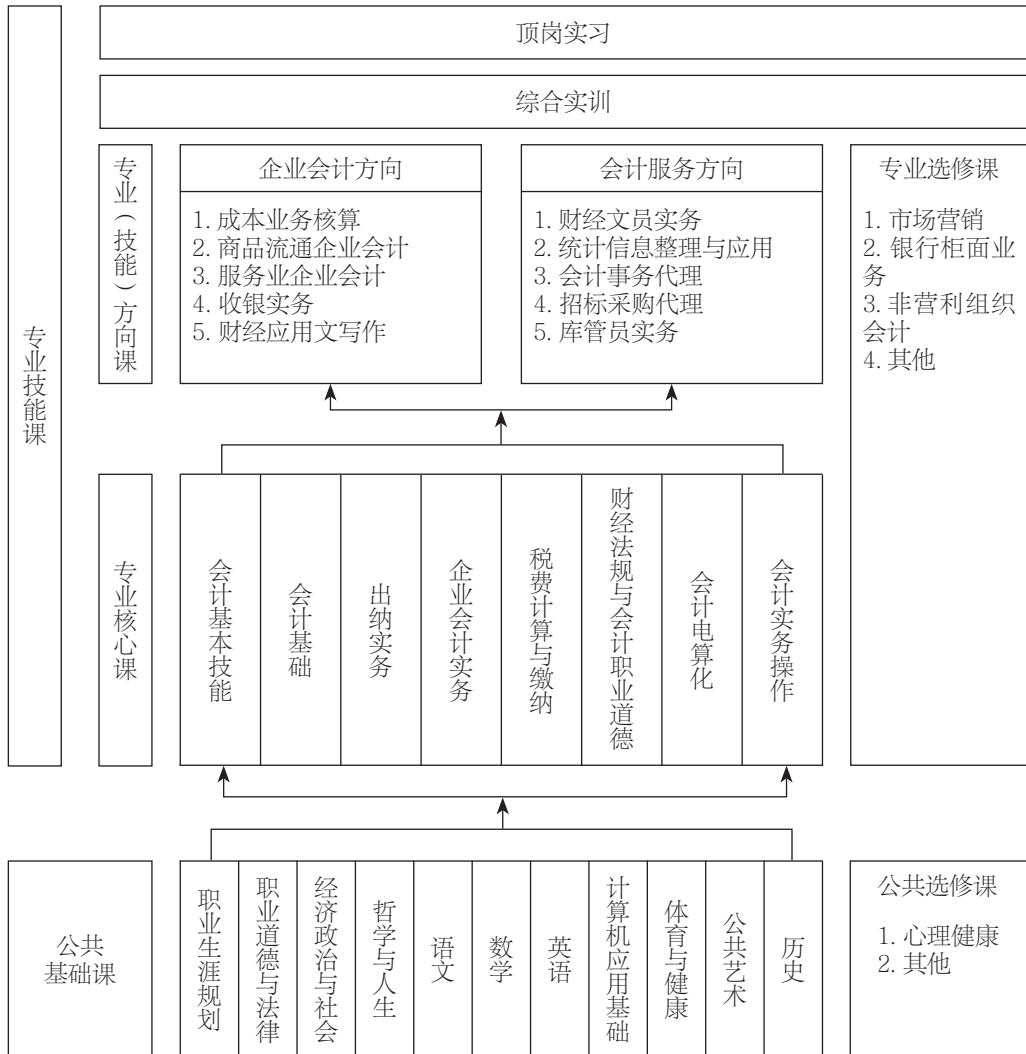 顶岗实习
综合实训
专业技能课
专业（技能）方向课
企业会计方向
1. 成本业务核算
2. 商品流通企业会计
3. 服务业企业会计
4. 收银实务
5. 财经应用文写作
会计服务方向
1. 财经文员实务
2. 统计信息整理与应用
3. 会计事务代理
4. 招标采购代理
5. 库管员实务
专业选修课
1. 市场营销
2. 银行柜面业
务
3. 非营利组织
会计
4. 其他
专业核心课
会计基本技能
会计基础
出纳实务
企业会计实务
税费计算与缴纳
财经法规与会计职业道德
会计电算化
会计实务操作
公共
基础课
职业生涯规划
职业道德与法律
经济政治与社会
哲学与人生
语文
数学
英语
计算机应用基础
体育与健康
公共艺术
历史
公共选修课
1. 心理健康
2. 其他